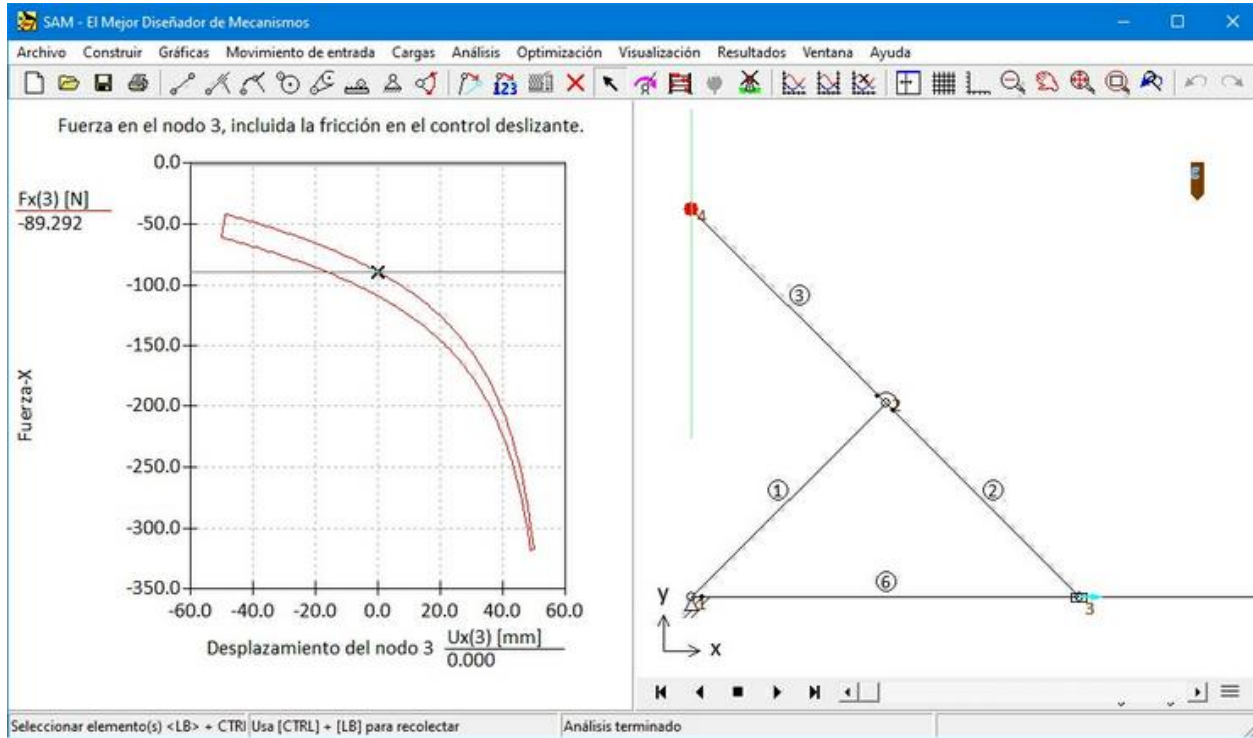 SAM - El Mejor Diseñador de Mecanismos
Archivo Construir Gráficas Movimiento de entrada Cargas Análisis Optimización Visualización Resultados Ventana Ayuda
123
Fuerza en el nodo 3, incluida la fricción en el control deslizante.
Fx(3) [N]
-89.292
Fuerza-X
0.0
-50.0
-100.0
-150.0
-200.0
-250.0
-300.0
-350.0
-60.0 -40.0 -20.0 0.0 20.0 40.0 60.0
Desplazamiento del nodo 3 Ux(3) [mm]
0.000
4
3
2
1 2
6
1 3
y
x
Seleccionar elemento(s) <LB> + CTRI Usa [CTRL] + [LB] para recolectar Análisis terminado